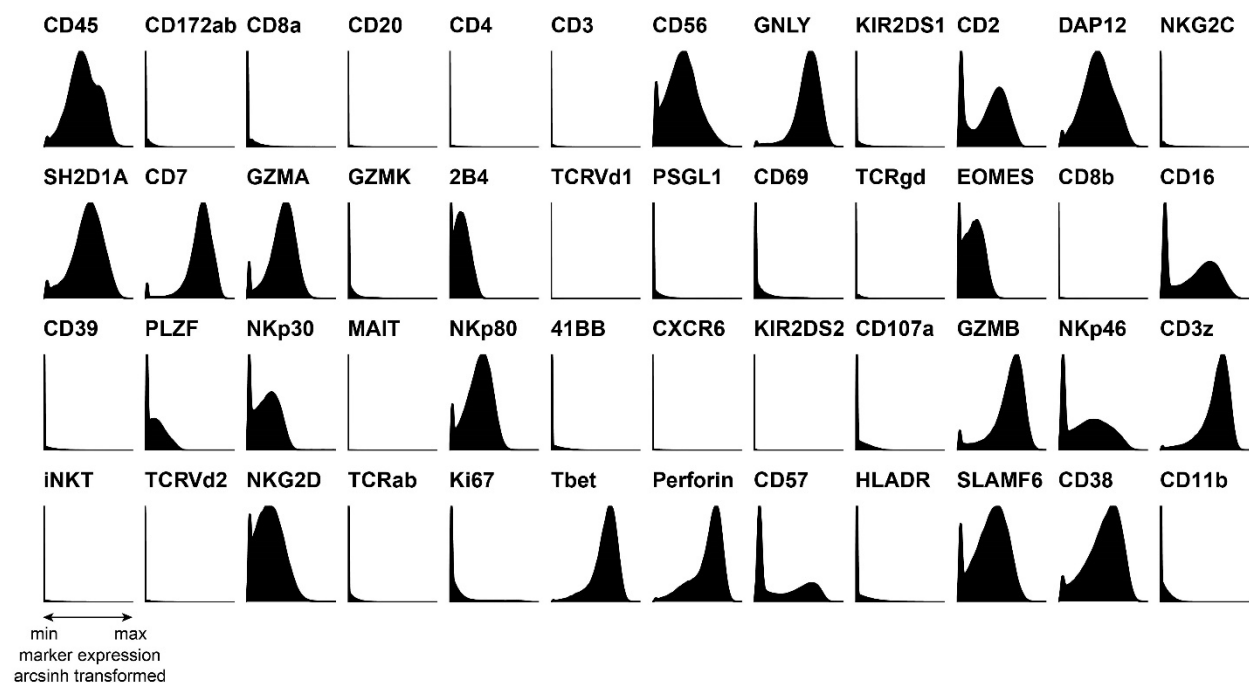 CD45 CD172ab CD8a CD20 CD4 CD3 CD56 GNLY KIR2DS1 CD2 DAP12 NKG2C
SH2D1A CD7 GZMA GZMK 2B4 TCRVd1 PSGL1 CD69 TCRgd EOMES CD8b CD16
CD39 PLZF NKp30 MAIT NKp80 41BB CXCR6 KIR2DS2 CD107a GZMB NKp46 CD3z
iNKT TCRVd2 NKG2D TCRab Ki67 Tbet Perforin CD57 HLADR SLAMF6 CD38 CD11b
min max
marker expression
arcsinh transformed